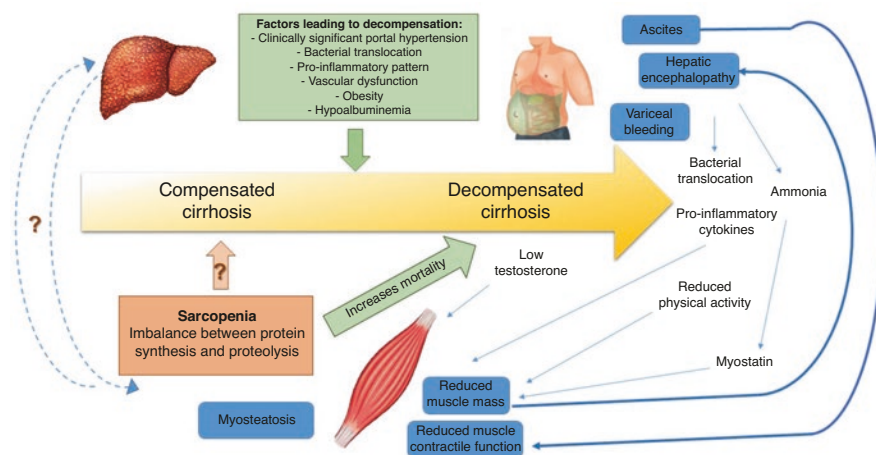 Factors leading to decompensation:
- Clinically significant portal hypertension
- Bacterial translocation
- Pro-inflammatory pattern
- Vascular dysfunction
- Obesity
- Hypoalbuminemia
Ascites
Hepatic
encephalopathy
Variceal
bleeding
Bacterial
translocation
Ammonia
Pro-inflammatory
cytokines
Compensated
cirrhosis
Decompensated
cirrhosis
?
?
Increases mortality
Low
testosterone
Reduced
physical activity
Sarcopenia
Imbalance between protein
synthesis and proteolysis
Myostatin
Reduced
muscle mass
Myosteatosis
Reduced muscle
contractile function